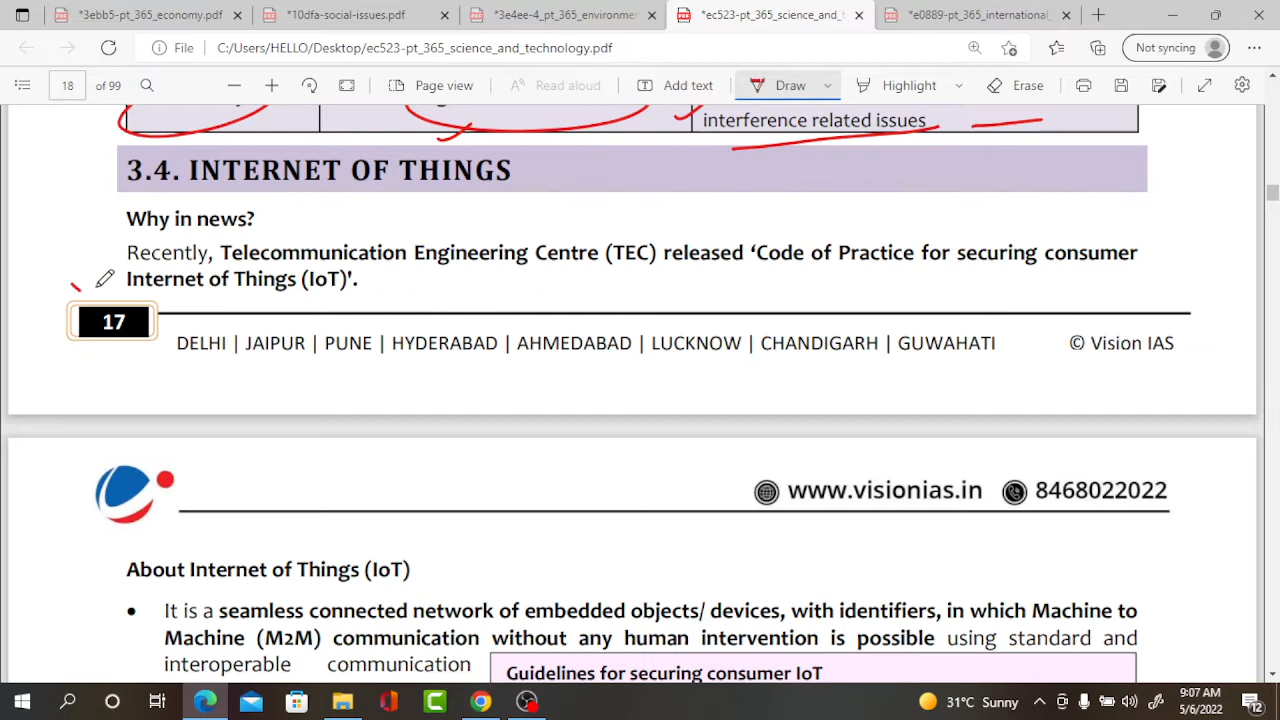 *3ebb5-pt_365_economy.pdf
*10dfa-social-issues.pdf
*3e4ee-4_pt_365_environmer
*ec523-pt_365_science_and_t
*e0889-pt_365_international_
File
C:/Users/HELLO/Desktop/ec523-pt_365_science_and_technology.pdf
Not syncing
18 of 99
Page view
Read aloud
Add text
Draw
Highlight
Erase
interference related issues
3.4. INTERNET OF THINGS
Why in news?
Recently, Telecommunication Engineering Centre (TEC) released ‘Code of Practice for securing consumer
Internet of Things (IoT)'.
17
DELHI | JAIPUR | PUNE | HYDERABAD | AHMEDABAD | LUCKNOW | CHANDIGARH | GUWAHATI
© Vision IAS
www.visionias.in
8468022022
About Internet of Things (IoT)
• It is a seamless connected network of embedded objects/ devices, with identifiers, in which Machine to
Machine (M2M) communication without any human intervention is possible using standard and
interoperable communication
Guidelines for securing consumer IoT
31°C Sunny
9:07 AM
5/6/2022
12